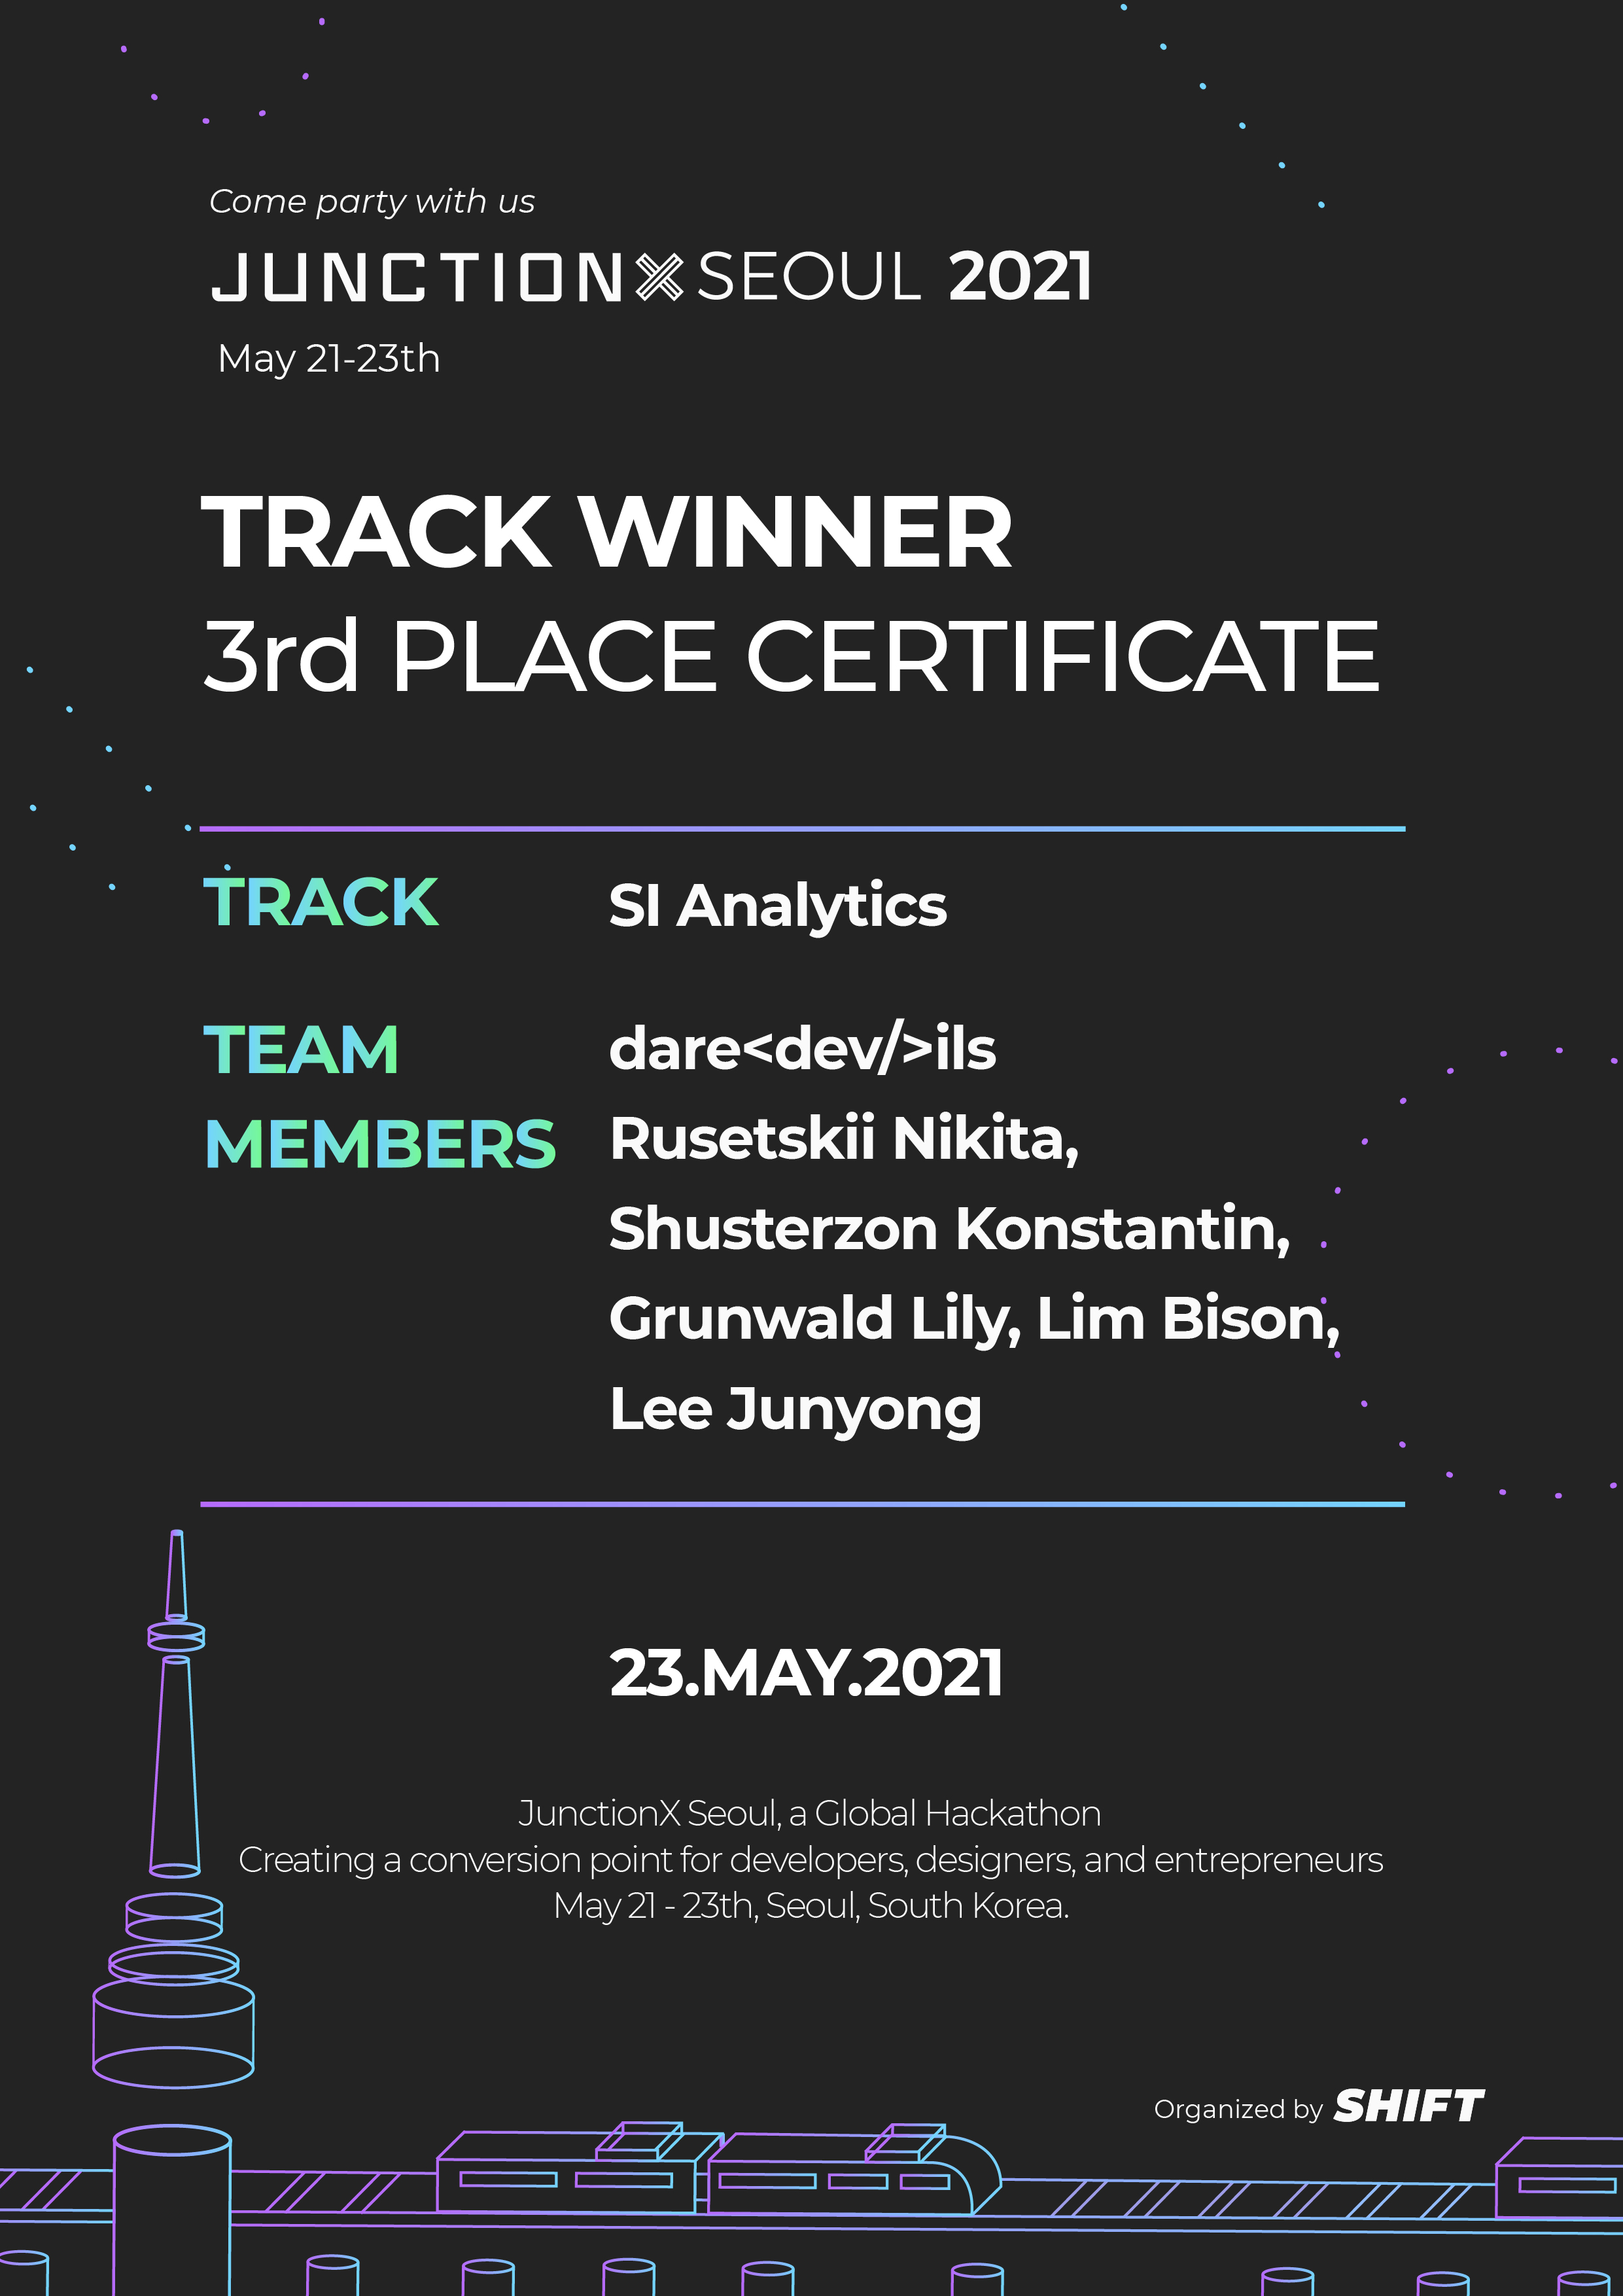 Come party with us
JUNCTIONXSEOUL 2021
May 21-23th
TRACK WINNER
3rd PLACE CERTIFICATE
TRACK SI Analytics
TEAM dare<dev/>ils
MEMBERS Rusetskii Nikita,
Shusterzon Konstantin,
Grunwald Lily, Lim Bison,
Lee Junyong
23.MAY.2021
JunctionX Seoul, a Global Hackathon
Creating a conversion point for developers, designers, and entrepreneurs
May 21 - 23th, Seoul, South Korea.
Organized by SHIFT